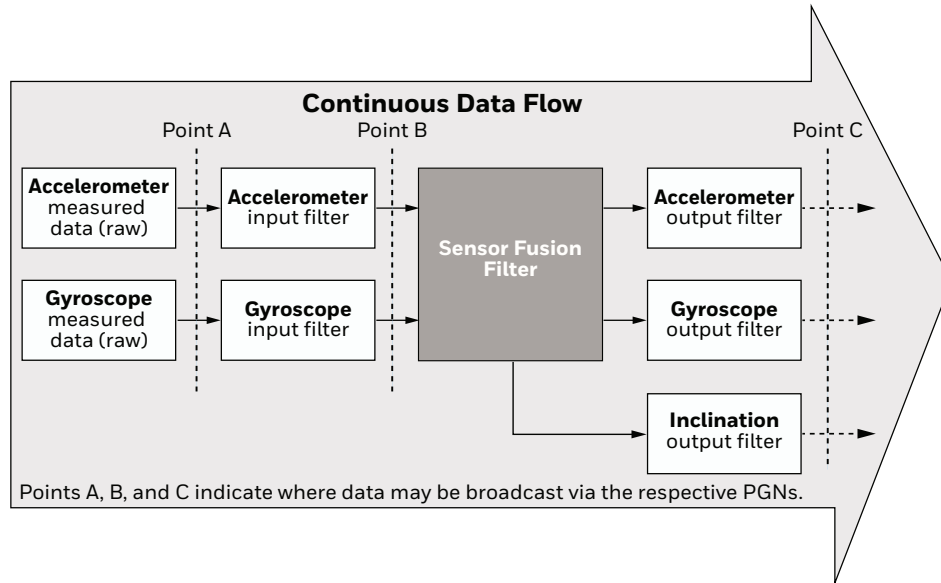 Continuous Data Flow
Point A
Point B
Point C
Accelerometer
measured
data (raw)
Accelerometer
input filter
Sensor Fusion
Filter
Accelerometer
output filter
Gyroscope
measured
data (raw)
Gyroscope
input filter
Gyroscope
output filter
Inclination
output filter
Points A, B, and C indicate where data may be broadcast via the respective PGNs.